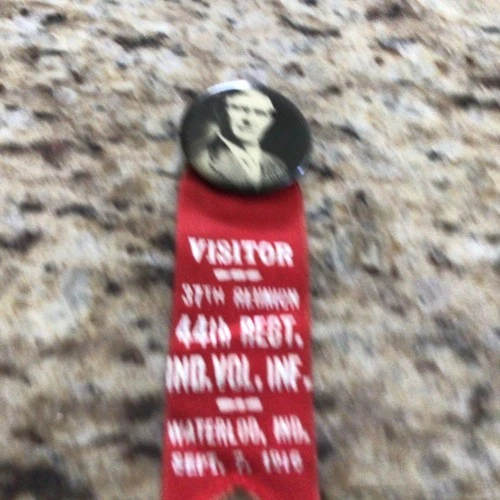 VISITOR
37TH REUNION
44th REGT.
IND. VOL. INF.
WATERLOO, IND.
SEPT.